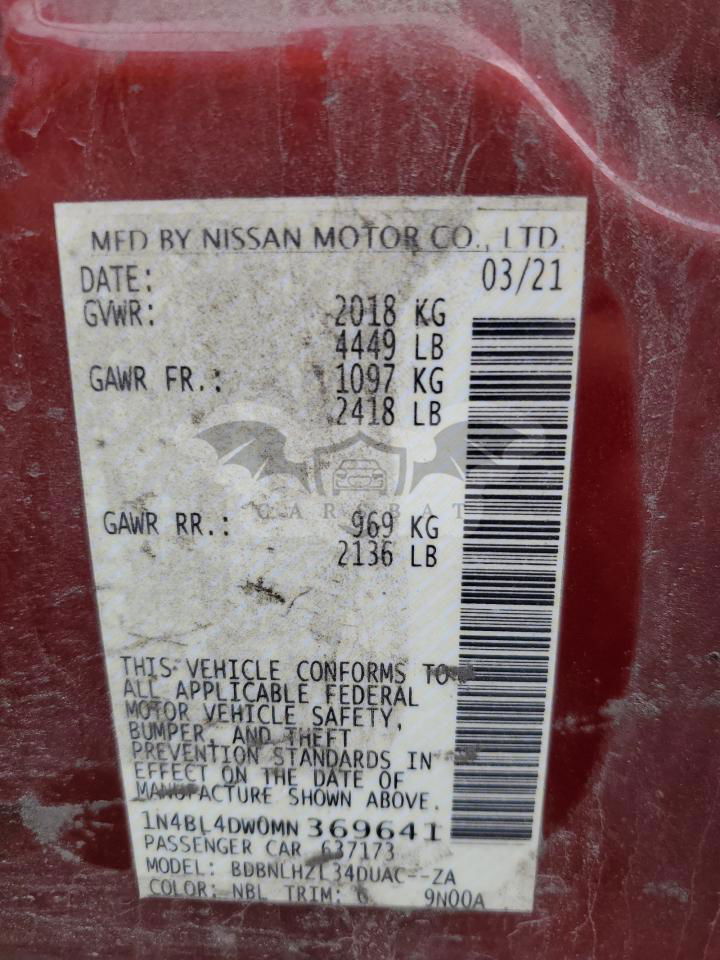 MFD BY NISSAN MOTOR CO., LTD.
DATE: 03/21
GVWR: 2018 KG
4449 LB
GAWR FR.: 1097 KG
2418 LB
CAR BAT
GAWR RR.: 969 KG
2136 LB
THIS VEHICLE CONFORMS TO
ALL APPLICABLE FEDERAL
MOTOR VEHICLE SAFETY,
BUMPER, AND THEFT
PREVENTION STANDARDS IN
EFFECT ON THE DATE OF
MANUFACTURE SHOWN ABOVE.
1N4BL4DW0MN369641
PASSENGER CAR 637173
MODEL: BDBNLHZL34DUAC--ZA
COLOR: NBL TRIM: 9N00A